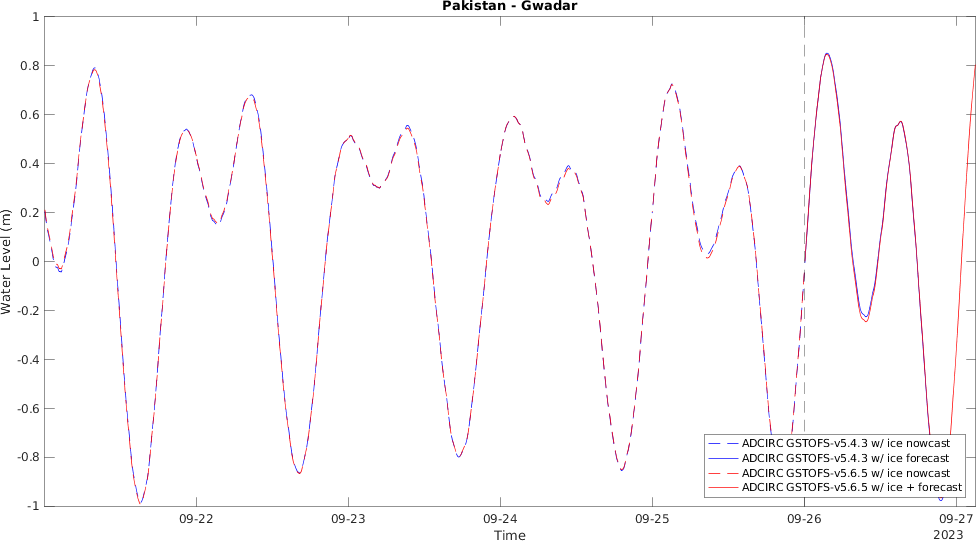 Pakistan - Gwadar
Water Level (m)
1
0.8
0.6
0.4
0.2
0
-0.2
-0.4
-0.6
-0.8
-1
ADCIRC GSTOFS-v5.4.3 w/ ice nowcast
ADCIRC GSTOFS-v5.4.3 w/ ice forecast
ADCIRC GSTOFS-v5.6.5 w/ ice nowcast
ADCIRC GSTOFS-v5.6.5 w/ ice + forecast
09-22 09-23 09-24 09-25 09-26 09-27
Time
2023